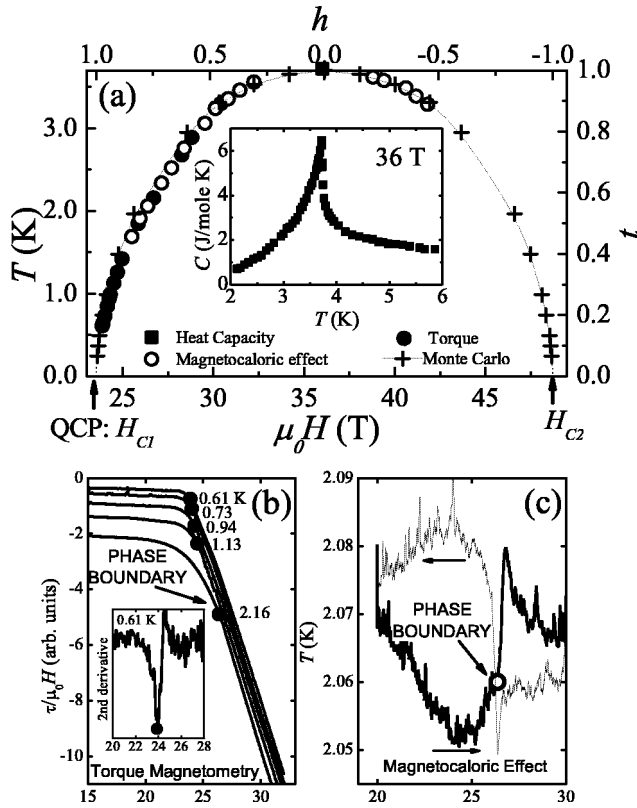 h
1.0 0.5 0.0 -0.5 -1.0
(a)
3.0
2.0
1.0
0.0
T (K)
1.0
0.8
0.6
0.4
0.2
0.0
t
36 T
6
4
2
0
C (J/mole K)
2 3 4 5 6
T (K)
Heat Capacity
Torque
Magnetocaloric effect
Monte Carlo
25 30 35 40 45
QCP: H_C1
μ₀H (T)
H_C2
(b)
0
-2
-4
-6
-8
-10
τ/μ₀H (arb. units)
0.61 K
0.73
0.94
1.13
2.16
PHASE
BOUNDARY
0.61 K
2nd derivative
20 22 24 26 28
Torque Magnetometry
15 20 25 30
(c)
2.09
2.08
2.07
2.06
2.05
T (K)
PHASE
BOUNDARY
Magnetocaloric Effect
20 25 30